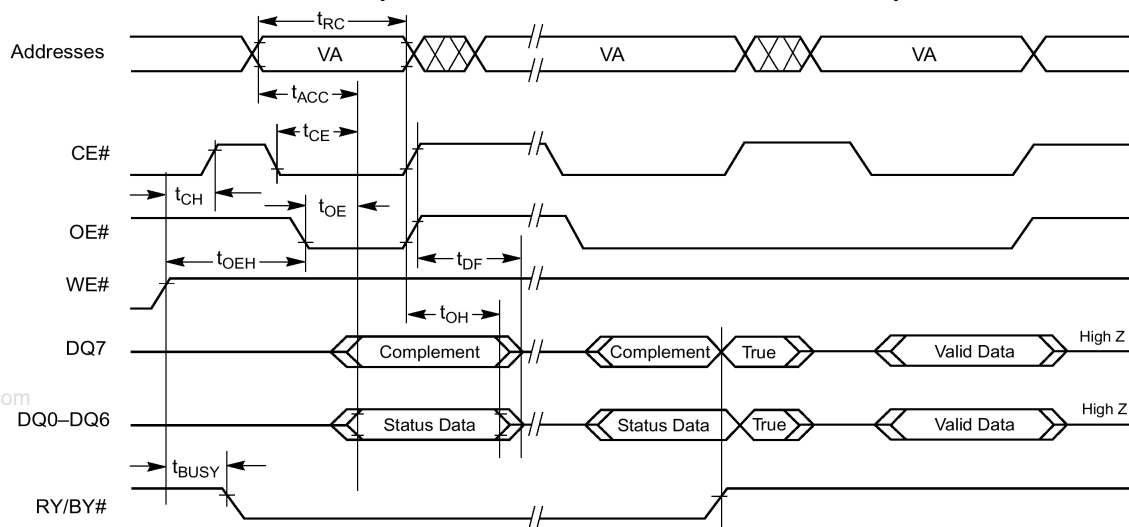 tRC
Addresses VA VA VA
tACC
tCE
CE#
tCH
tOE
OE#
tOEH tDF
WE#
tOH
DQ7 Complement Complement True Valid Data High Z
om
DQ0–DQ6 Status Data Status Data True Valid Data High Z
tBUSY
RY/BY#